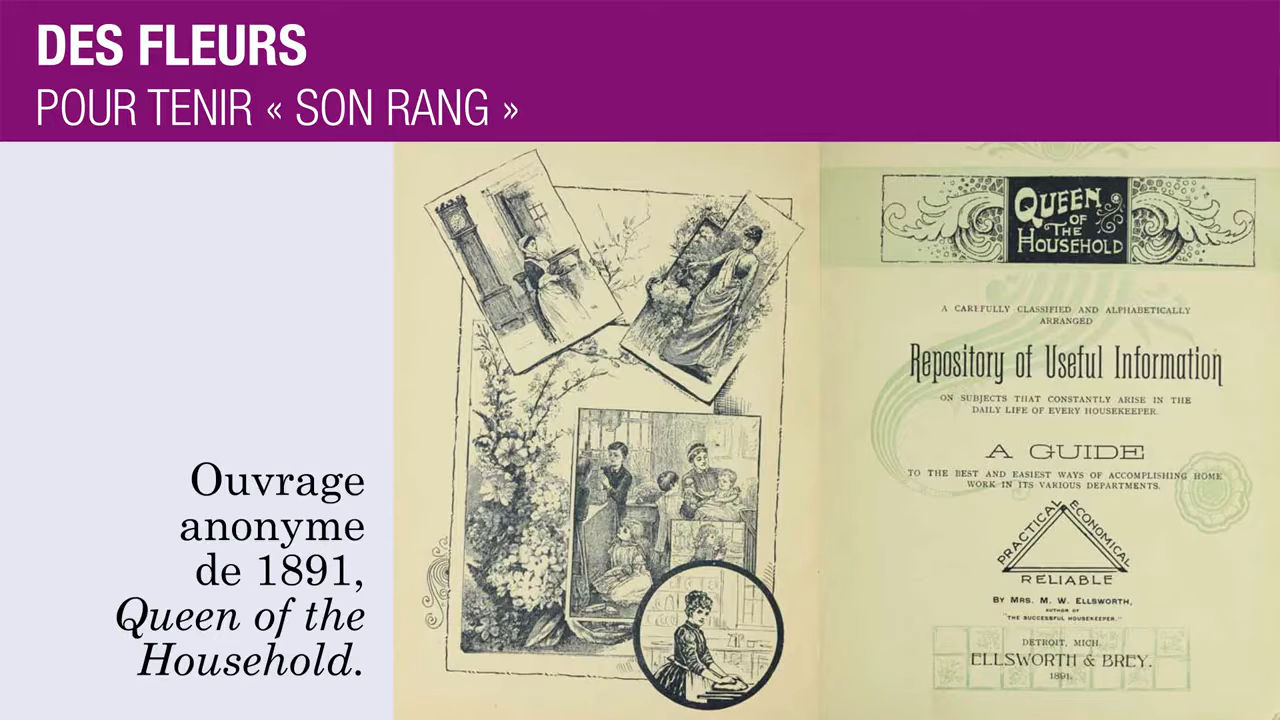 DES FLEURS
POUR TENIR « SON RANG »
Ouvrage
anonyme
de 1891,
Queen of the
Household.
QUEEN
OF
THE
HOUSEHOLD
A CAREFULLY CLASSIFIED AND ALPHABETICALLY
ARRANGED
Repository of Useful Information
ON SUBJECTS THAT CONSTANTLY ARISE IN THE
DAILY LIFE OF EVERY HOUSEKEEPER.
A GUIDE
TO THE BEST AND EASIEST WAYS OF ACCOMPLISHING HOME
WORK IN ITS VARIOUS DEPARTMENTS.
PRACTICAL
ECONOMICAL
RELIABLE
BY MRS. M. W. ELLSWORTH,
AUTHOR OF
"THE SUCCESSFUL HOUSEKEEPER."
DETROIT, MICH.
ELLSWORTH & BREY.
1891.